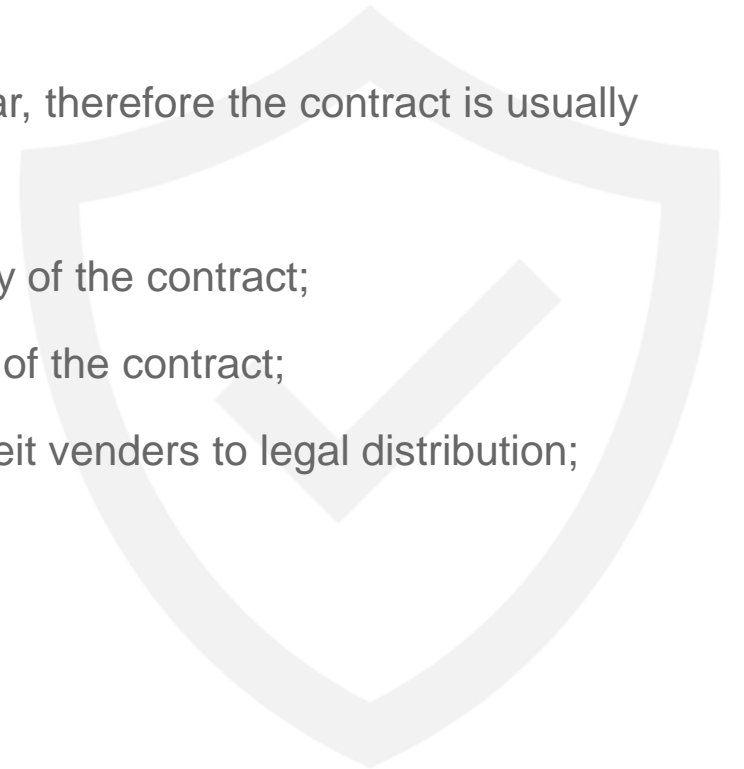 ar, therefore the contract is usually
y of the contract;
of the contract;
eit venders to legal distribution;